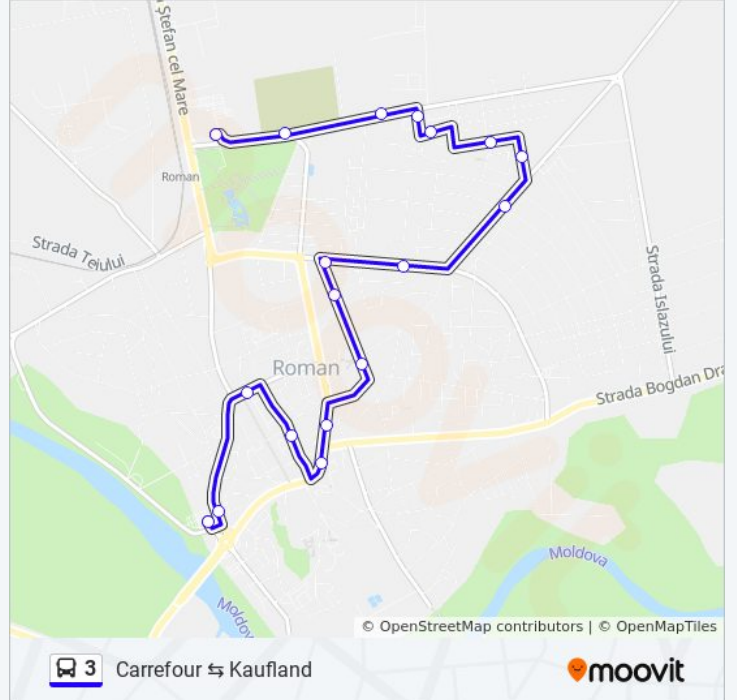 Ștefan cel Mare
Roman
Strada Teiului
Strada Islazului
Roman
Strada Bogdan Dra
Moldova
Moldov
© OpenStreetMap contributors | © OpenMapTiles
3 Carrefour ⇆ Kaufland
moovit